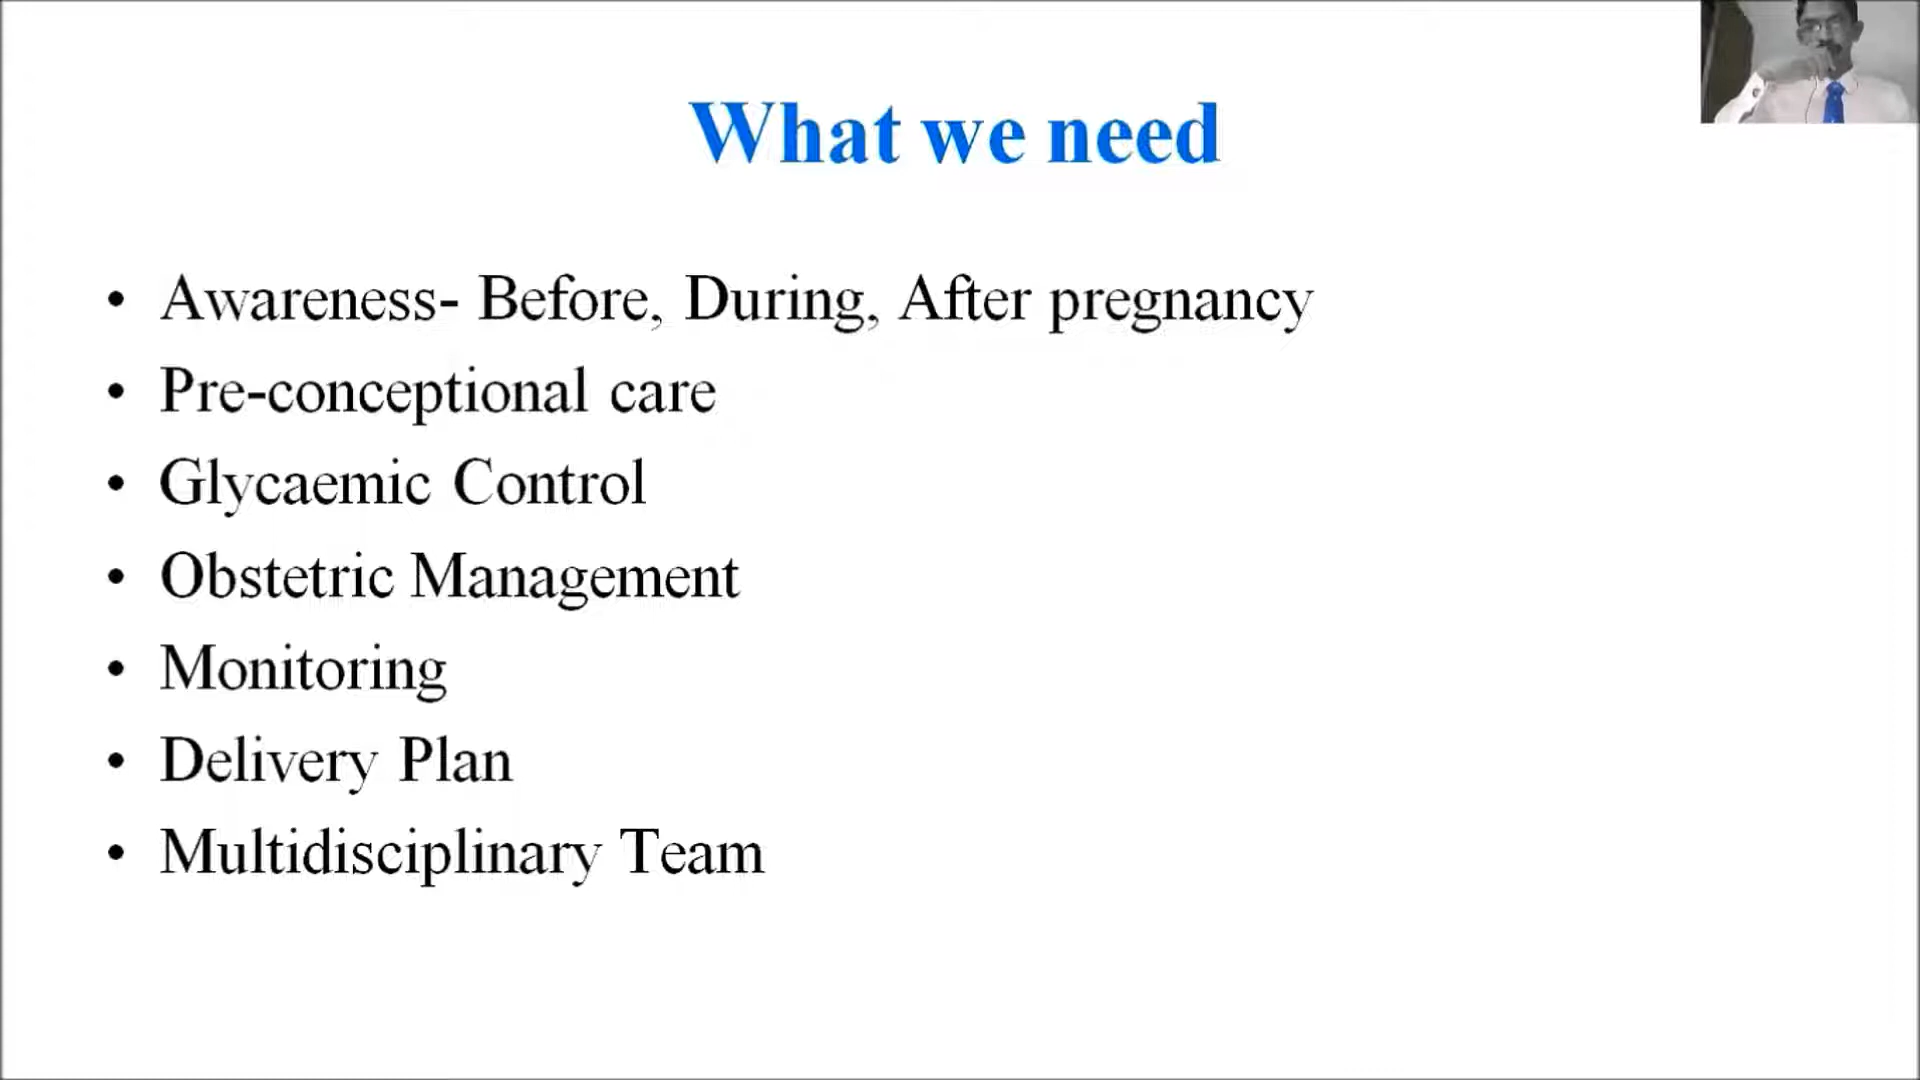 What we need
• Awareness- Before, During, After pregnancy
• Pre-conceptional care
• Glycaemic Control
• Obstetric Management
• Monitoring
• Delivery Plan
• Multidisciplinary Team